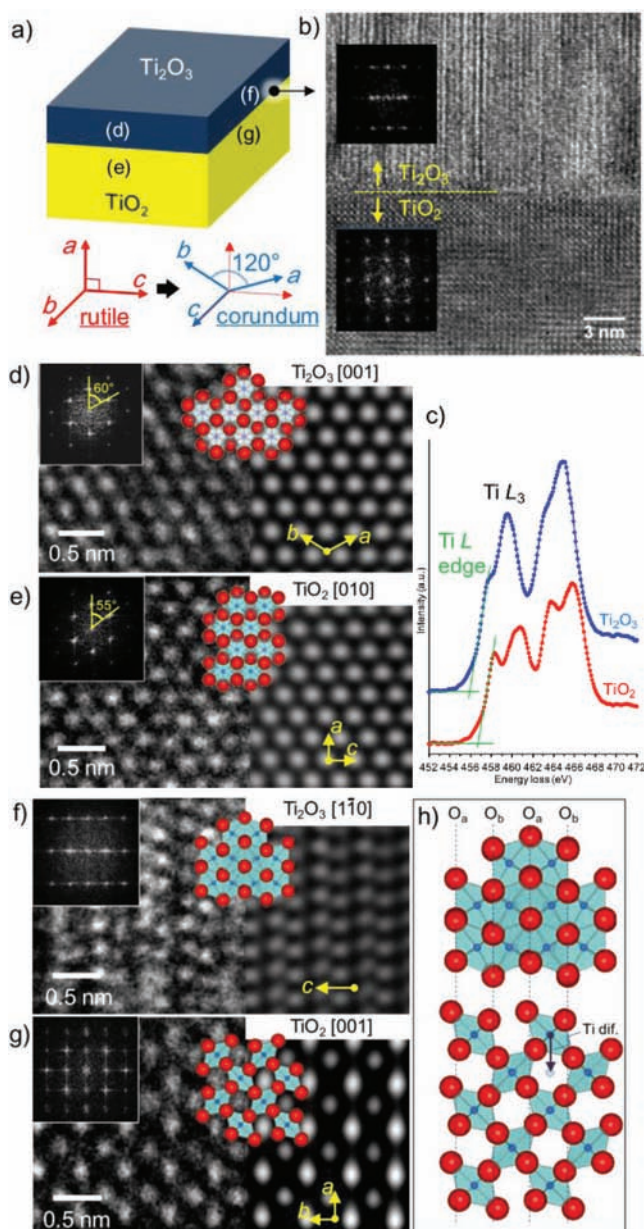 a)
Ti₂O₃
(f)
(d)
(g)
(e)
TiO₂
a
b
c
rutile
b
120°
a
c
corundum
b)
Ti₂O₃
TiO₂
3 nm
d)
60°
Ti₂O₃ [001]
0.5 nm
b
a
e)
55°
TiO₂ [010]
0.5 nm
a
c
c)
Ti L₃
Ti L
edge
Intensity (a.u.)
Ti₂O₃
TiO₂
452 454 456 458 460 462 464 466 468 470 472
Energy loss (eV)
f)
Ti₂O₃ [11̄0]
0.5 nm
c
g)
TiO₂ [001]
0.5 nm
a
b
h)
Oₐ O_b Oₐ O_b
Ti dif.